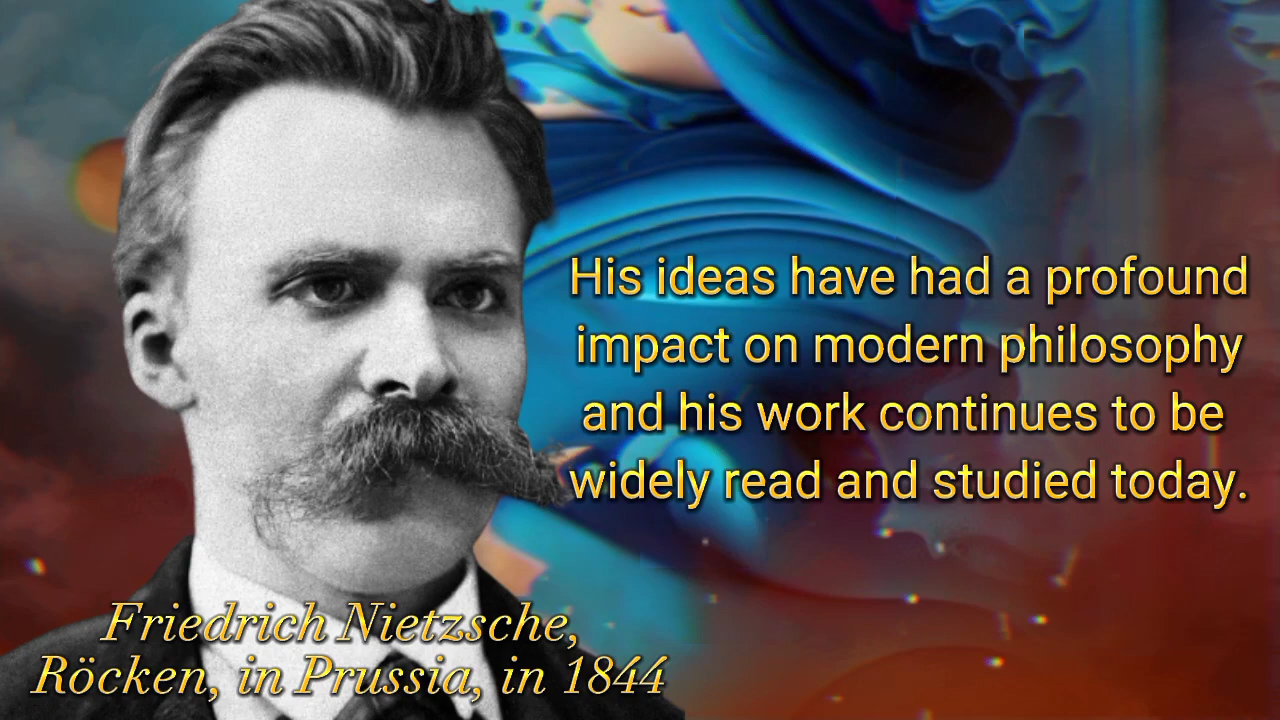 His ideas have had a profound
impact on modern philosophy
and his work continues to be
widely read and studied today.
Friedrich Nietzsche,
Röcken, in Prussia, in 1844